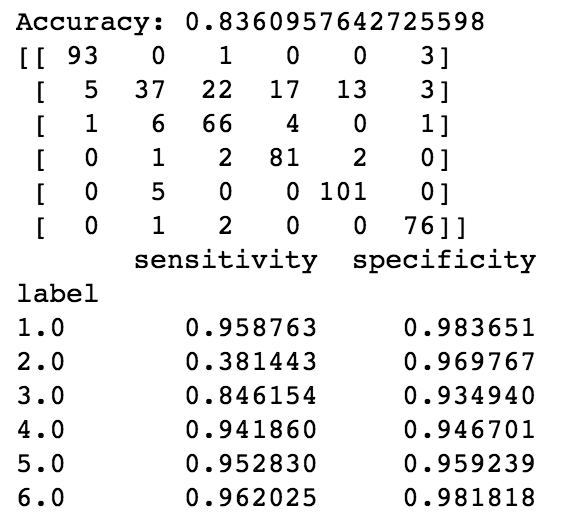 Accuracy: 0.8360957642725598
[[ 93 0 1 0 0 3]
[ 5 37 22 17 13 3]
[ 1 6 66 4 0 1]
[ 0 1 2 81 2 0]
[ 0 5 0 0 101 0]
[ 0 1 2 0 0 76]]
sensitivity specificity
label
1.0 0.958763 0.983651
2.0 0.381443 0.969767
3.0 0.846154 0.934940
4.0 0.941860 0.946701
5.0 0.952830 0.959239
6.0 0.962025 0.981818